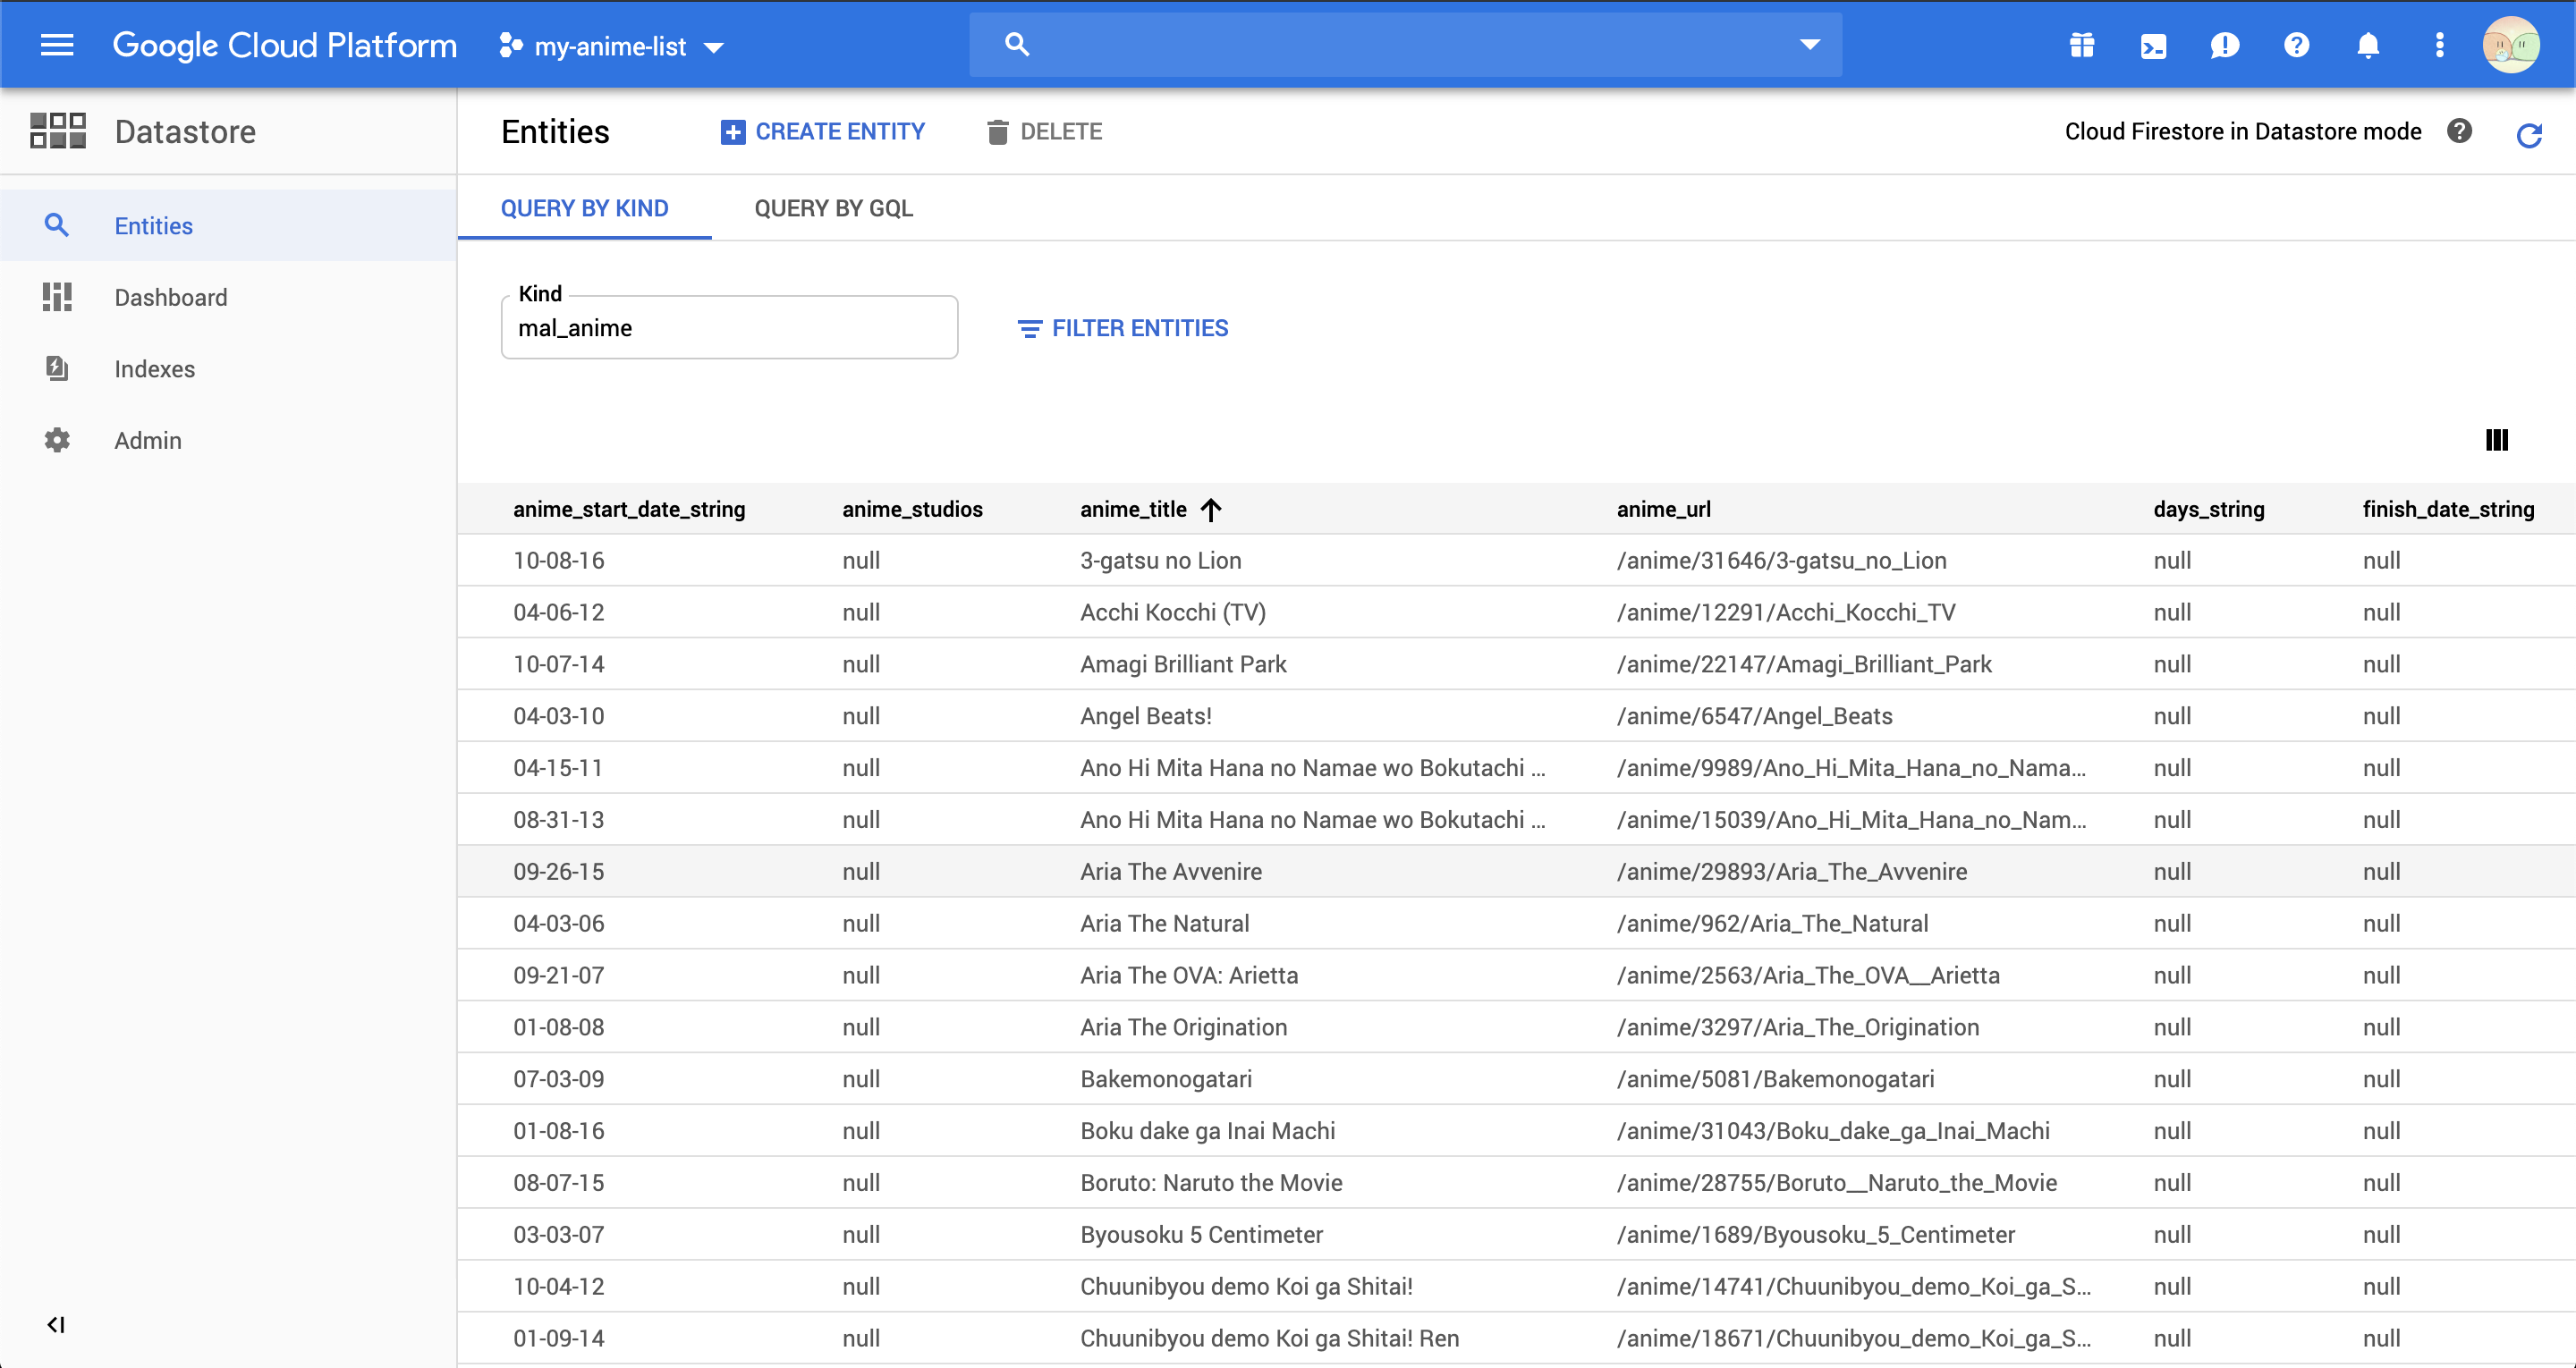 Google Cloud Platform my-anime-list
Datastore
Entities CREATE ENTITY DELETE Cloud Firestore in Datastore mode
Entities
Dashboard
Indexes
Admin
QUERY BY KIND QUERY BY GQL
Kind
mal_anime
FILTER ENTITIES
anime_start_date_string anime_studios anime_title anime_url days_string finish_date_string
10-08-16 null 3-gatsu no Lion /anime/31646/3-gatsu_no_Lion null null
04-06-12 null Acchi Kocchi (TV) /anime/12291/Acchi_Kocchi_TV null null
10-07-14 null Amagi Brilliant Park /anime/22147/Amagi_Brilliant_Park null null
04-03-10 null Angel Beats! /anime/6547/Angel_Beats null null
04-15-11 null Ano Hi Mita Hana no Namae wo Bokutachi ... /anime/9989/Ano_Hi_Mita_Hana_no_Nama... null null
08-31-13 null Ano Hi Mita Hana no Namae wo Bokutachi ... /anime/15039/Ano_Hi_Mita_Hana_no_Nam... null null
09-26-15 null Aria The Avvenire /anime/29893/Aria_The_Avvenire null null
04-03-06 null Aria The Natural /anime/962/Aria_The_Natural null null
09-21-07 null Aria The OVA: Arietta /anime/2563/Aria_The_OVA__Arietta null null
01-08-08 null Aria The Origination /anime/3297/Aria_The_Origination null null
07-03-09 null Bakemonogatari /anime/5081/Bakemonogatari null null
01-08-16 null Boku dake ga Inai Machi /anime/31043/Boku_dake_ga_Inai_Machi null null
08-07-15 null Boruto: Naruto the Movie /anime/28755/Boruto__Naruto_the_Movie null null
03-03-07 null Byousoku 5 Centimeter /anime/1689/Byousoku_5_Centimeter null null
10-04-12 null Chuunibyou demo Koi ga Shitai! /anime/14741/Chuunibyou_demo_Koi_ga_S... null null
01-09-14 null Chuunibyou demo Koi ga Shitai! Ren /anime/18671/Chuunibyou_demo_Koi_ga_S... null null